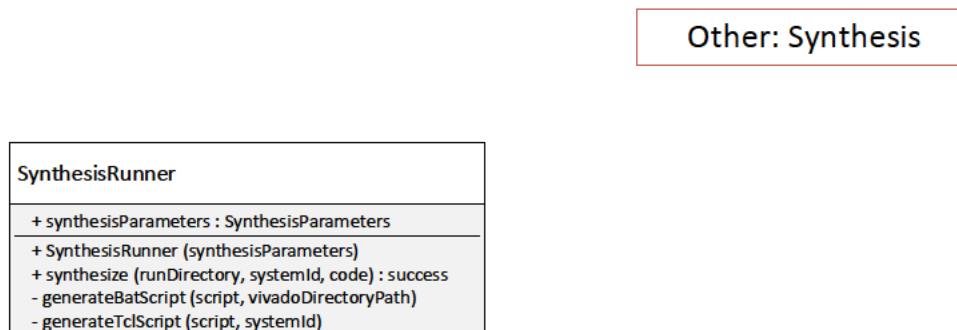 Other: Synthesis
SynthesisRunner
+ synthesisParameters : SynthesisParameters
+ SynthesisRunner (synthesisParameters)
+ synthesize (runDirectory, systemId, code) : success
- generateBatScript (script, vivadoDirectoryPath)
- generateTclScript (script, systemId)